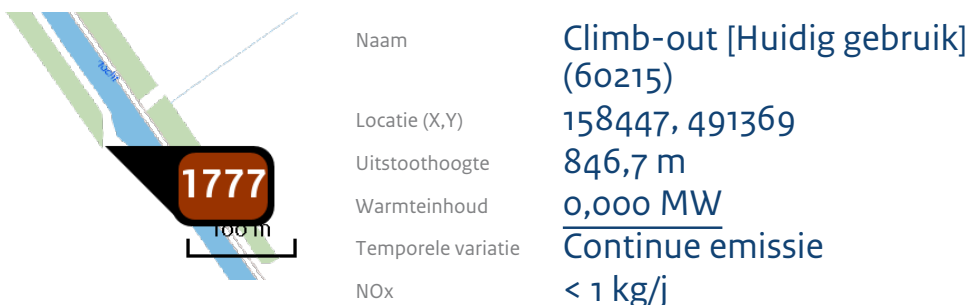 Tocht
1777
100 m
Naam Climb-out [Huidig gebruik]
(60215)
Locatie (X,Y) 158447, 491369
Uitstoothoogte 846,7 m
Warmteinhoud 0,000 MW
Temporele variatie Continue emissie
NOx < 1 kg/j